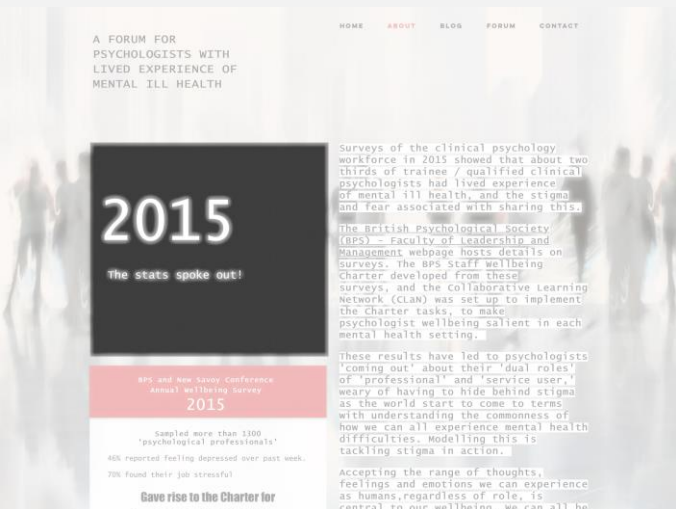 HOME ABOUT BLOG FORUM CONTACT
A FORUM FOR
PSYCHOLOGISTS WITH
LIVED EXPERIENCE OF
MENTAL ILL HEALTH
2015
The stats spoke out!
BPS and New Savoy Conference
Annual Wellbeing Survey
2015
Sampled more than 1300
'psychological professionals'
46% reported feeling depressed over past week.
70% found their job stressful
Gave rise to the Charter for
Surveys of the clinical psychology
workforce in 2015 showed that about two
thirds of trainee / qualified clinical
psychologists had lived experience
of mental ill health, and the stigma
and fear associated with sharing this.
The British Psychological Society
(BPS) - Faculty of Leadership and
Management webpage hosts details on
surveys. The BPS Staff Wellbeing
Charter developed from these
surveys, and the Collaborative Learning
Network (CLaN) was set up to implement
the Charter tasks, to make
psychologist wellbeing salient in each
mental health setting.
These results have led to psychologists
'coming out' about their 'dual roles'
of 'professional' and 'service user,'
weary of having to hide behind stigma
as the world start to come to terms
with understanding the commonness of
how we can all experience mental health
difficulties. Modelling this is
tackling stigma in action.
Accepting the range of thoughts,
feelings and emotions we can experience
as humans,regardless of role, is
central to our wellbeing. We can all be